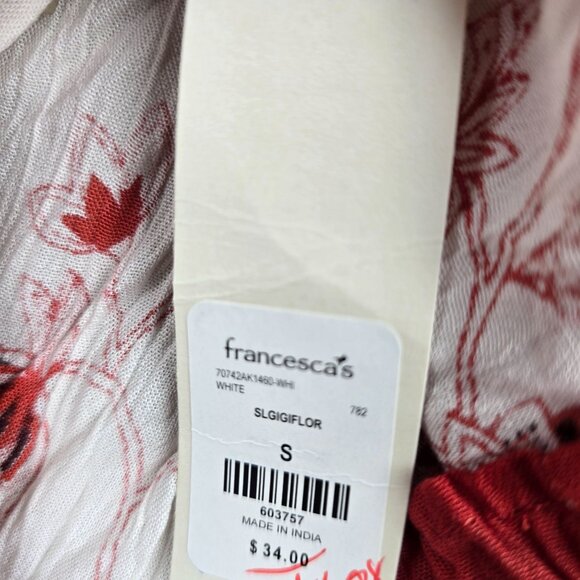 francesca's
70742AK1460-WHI
WHITE 782
SLGIGIFLOR
S
603757
MADE IN INDIA
$34.00